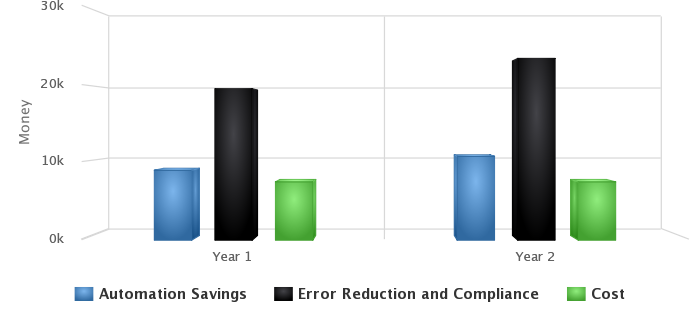 30k
20k
10k
0k
Money
Year 1
Year 2
Automation Savings
Error Reduction and Compliance
Cost